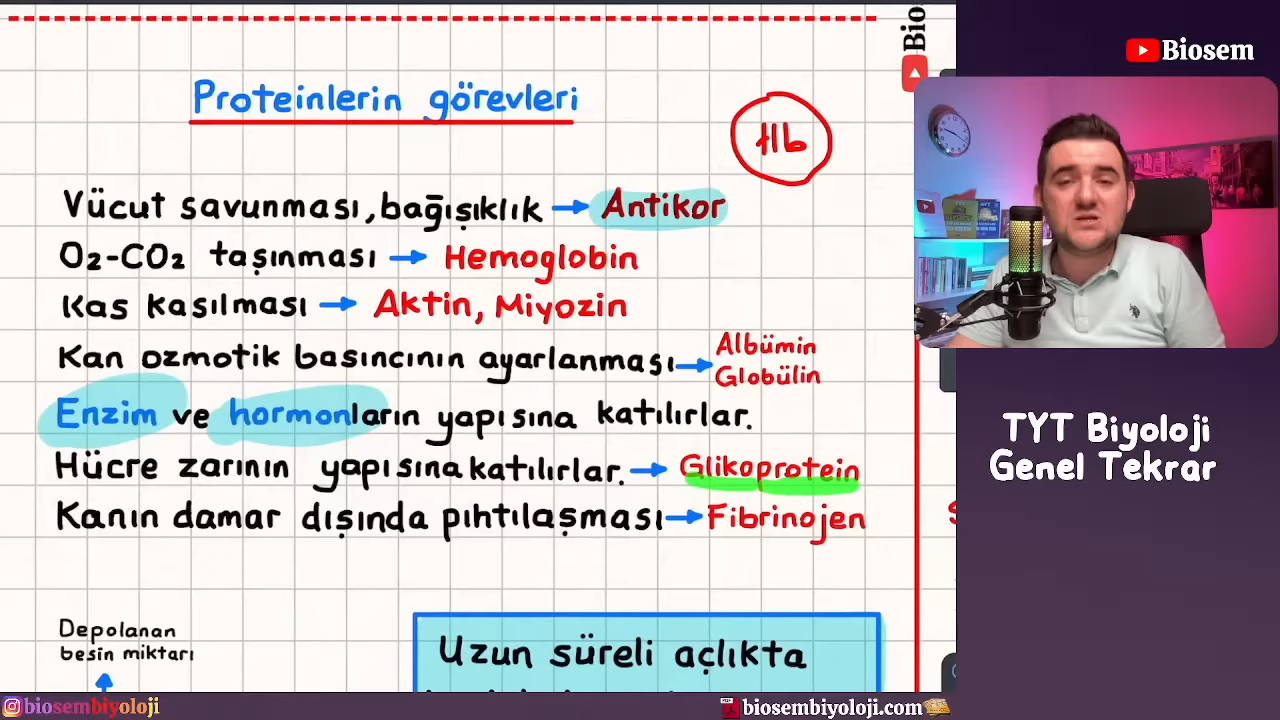 Bio
Biosem
Proteinlerin görevleri
Hb
Vücut savunması, bağışıklık → Antikor
O2-CO2 taşınması → Hemoglobin
Kas kasılması → Aktin, Miyozin
Kan ozmotik basıncının ayarlanması → Albümin
Globülin
Enzim ve hormonların yapısına katılırlar.
Hücre zarının yapısına katılırlar. → Glikoprotein
Kanın damar dışında pıhtılaşması → Fibrinojen
TYT Biyoloji
Genel Tekrar
Depolanan
besin miktarı
Uzun süreli açlıkta
biosembiyoloji
biosembiyoloji.com